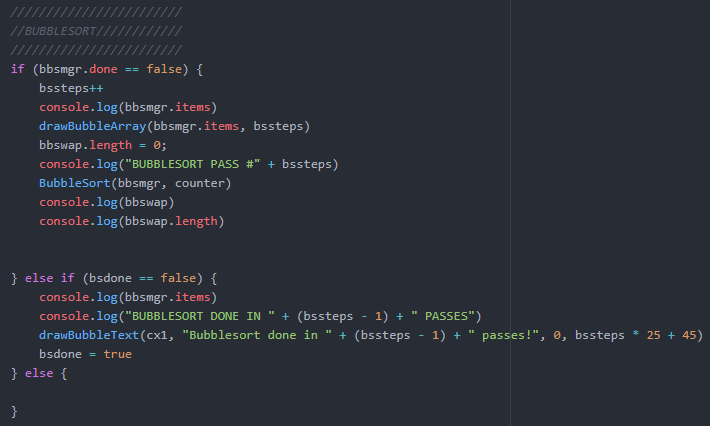 ////////////////////////
//BUBBLESORT////////////
////////////////////////
if (bbsmgr.done == false) {
    bssteps++
    console.log(bbsmgr.items)
    drawBubbleArray(bbsmgr.items, bssteps)
    bbswap.length = 0;
    console.log("BUBBLESORT PASS #" + bssteps)
    BubbleSort(bbsmgr, counter)
    console.log(bbswap)
    console.log(bbswap.length)
} else if (bsdone == false) {
    console.log(bbsmgr.items)
    console.log("BUBBLESORT DONE IN " + (bssteps - 1) + " PASSES")
    drawBubbleText(cx1, "Bubblesort done in " + (bssteps - 1) + " passes!", 0, bssteps * 25 + 45)
    bsdone = true
} else {
}